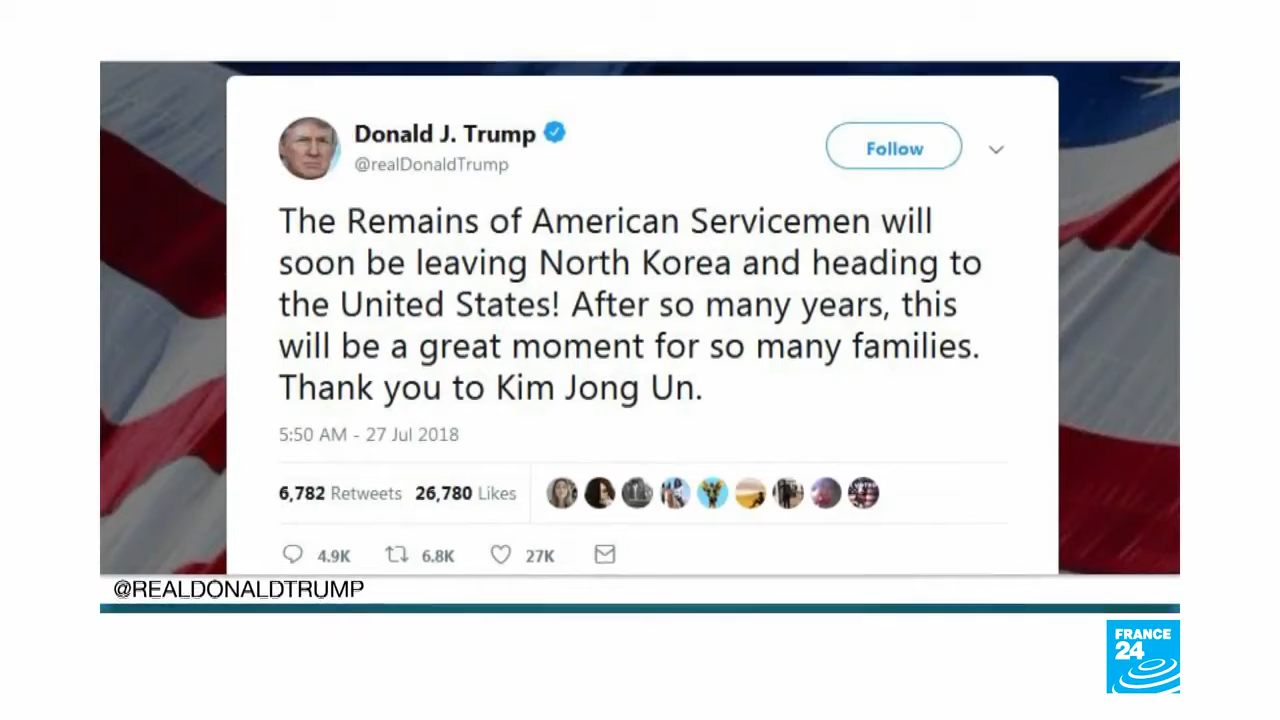 Donald J. Trump
@realDonaldTrump
Follow
The Remains of American Servicemen will
soon be leaving North Korea and heading to
the United States! After so many years, this
will be a great moment for so many families.
Thank you to Kim Jong Un.
5:50 AM - 27 Jul 2018
6,782 Retweets 26,780 Likes
4.9K 6.8K 27K
@REALDONALDTRUMP
FRANCE
24